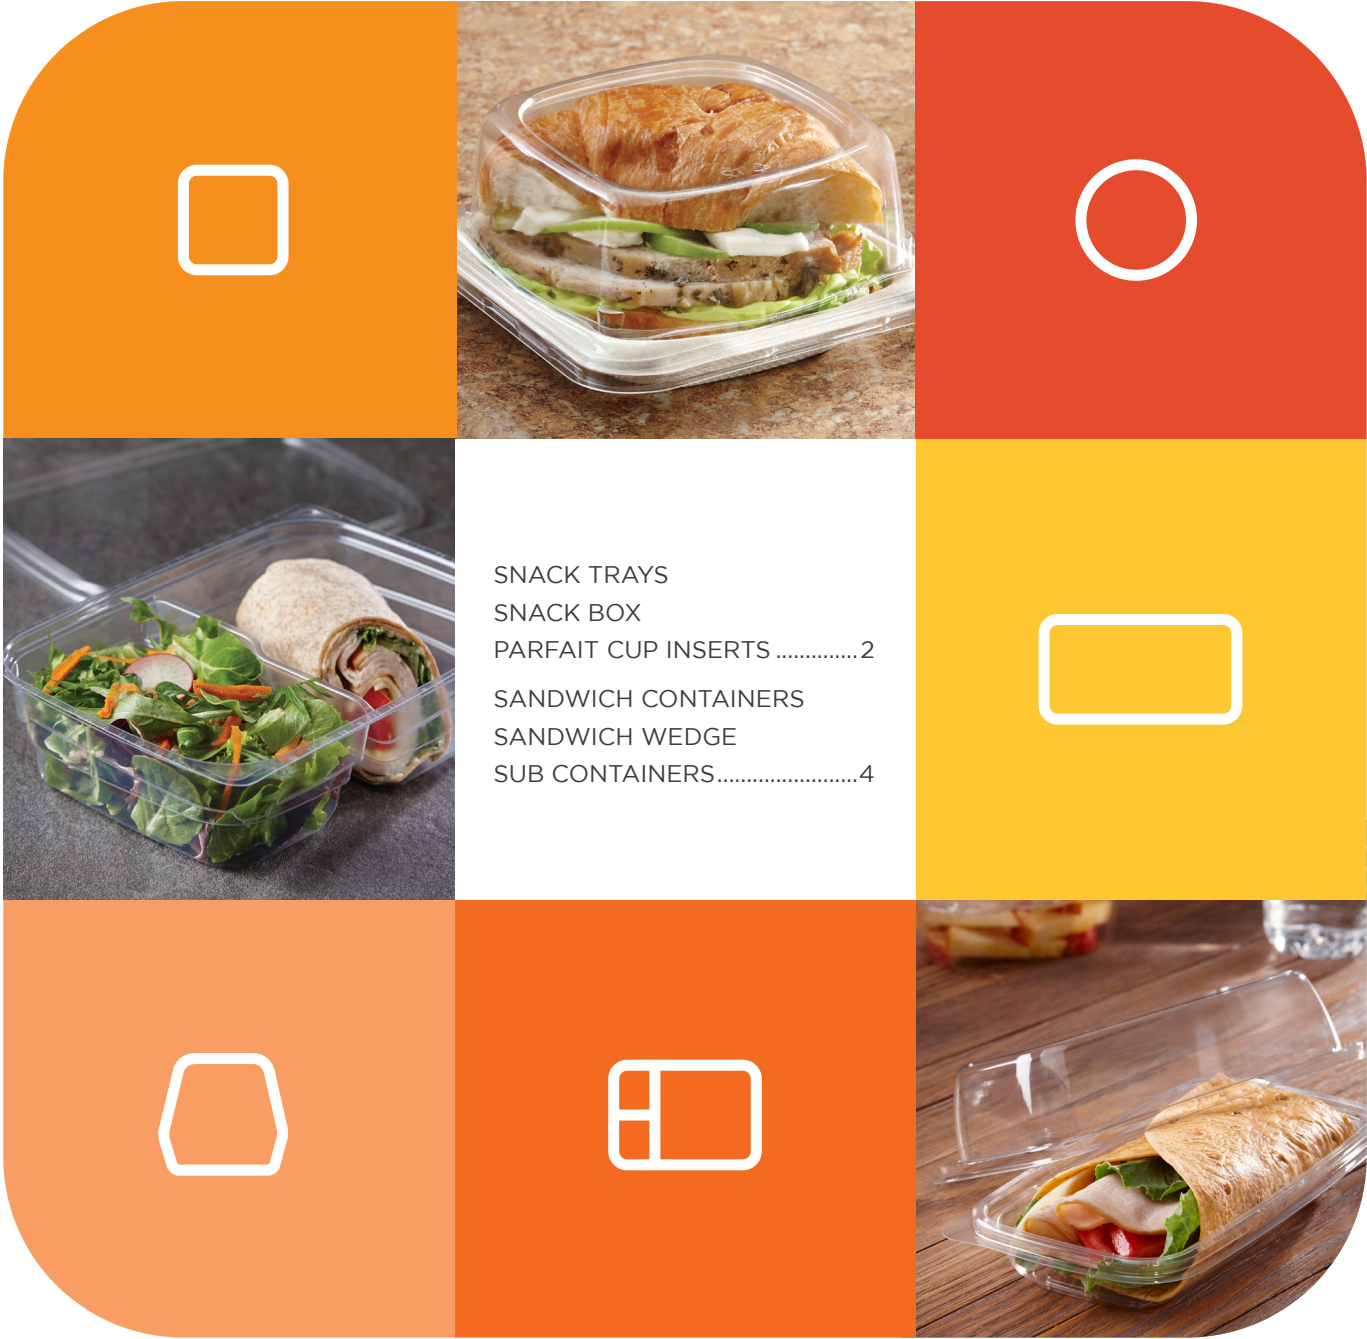 SNACK TRAYS
SNACK BOX
PARFAIT CUP INSERTS ..............2
SANDWICH CONTAINERS
SANDWICH WEDGE
SUB CONTAINERS........................4